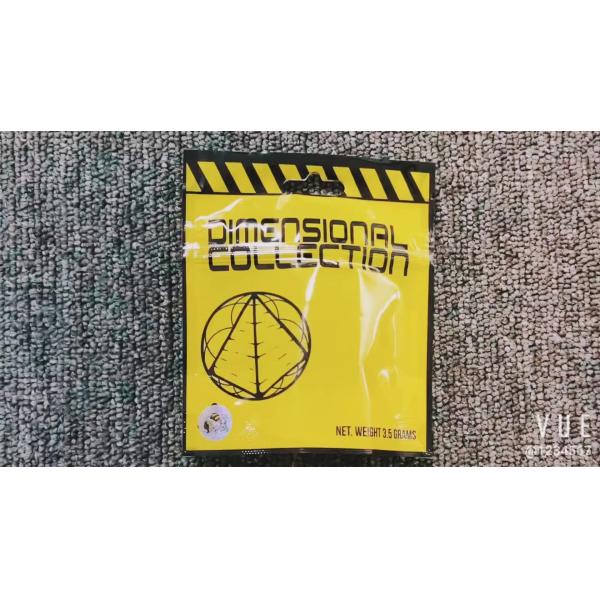 DIMENSIONAL
COLLECTION
NET. WEIGHT 3.5 GRAMS
VUE